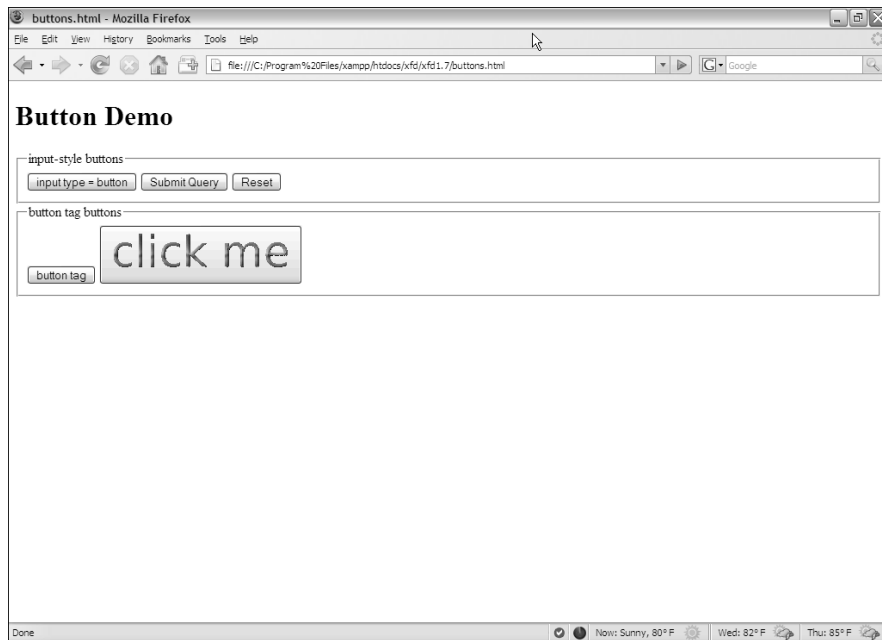 buttons.html - Mozilla Firefox
File Edit View History Bookmarks Tools Help
file:///C:/Program%20Files/xampp/htdocs/xfd/xfd1.7/buttons.html
G Google
Button Demo
input-style buttons
input type = button Submit Query Reset
button tag buttons
button tag click me
Done Now: Sunny, 80° F Wed: 82° F Thu: 85° F